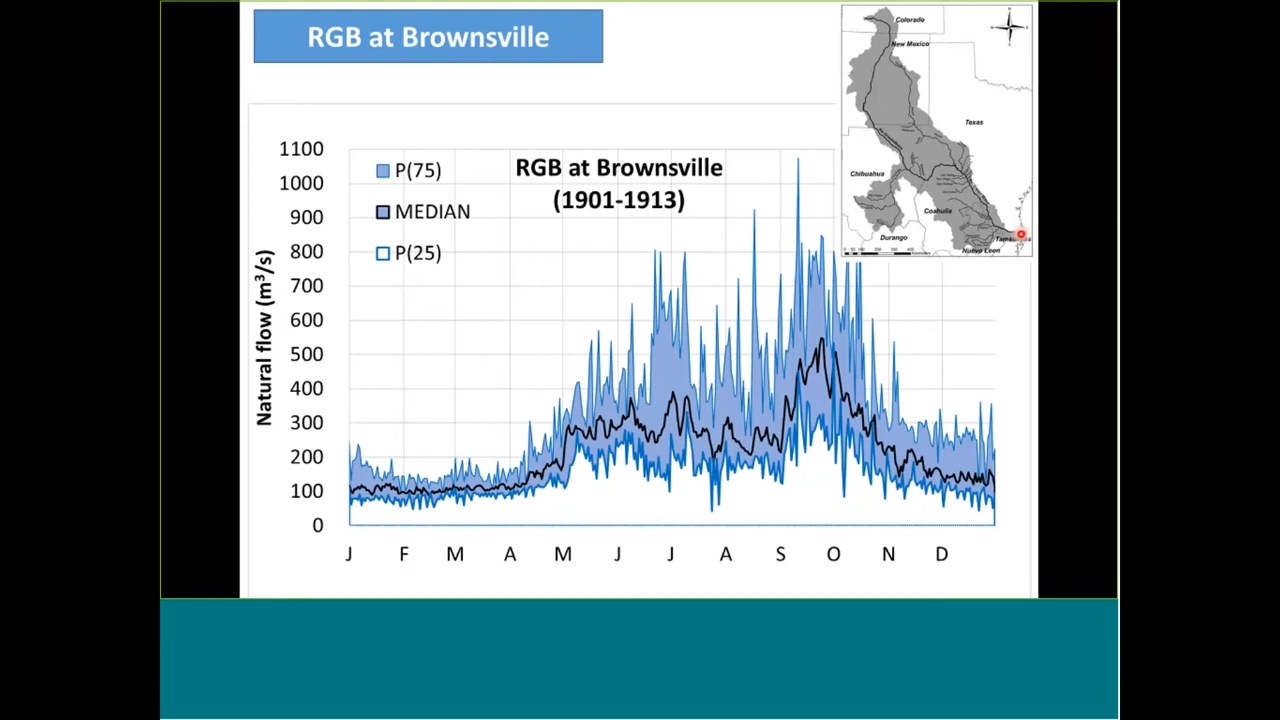 RGB at Brownsville
RGB at Brownsville
(1901-1913)
P(75)
MEDIAN
P(25)
Natural flow (m³/s)
1100
1000
900
800
700
600
500
400
300
200
100
0
J F M A M J J A S O N D
Colorado
New Mexico
Texas
Chihuahua
Coahuila
Durango
Nuevo Leon
N